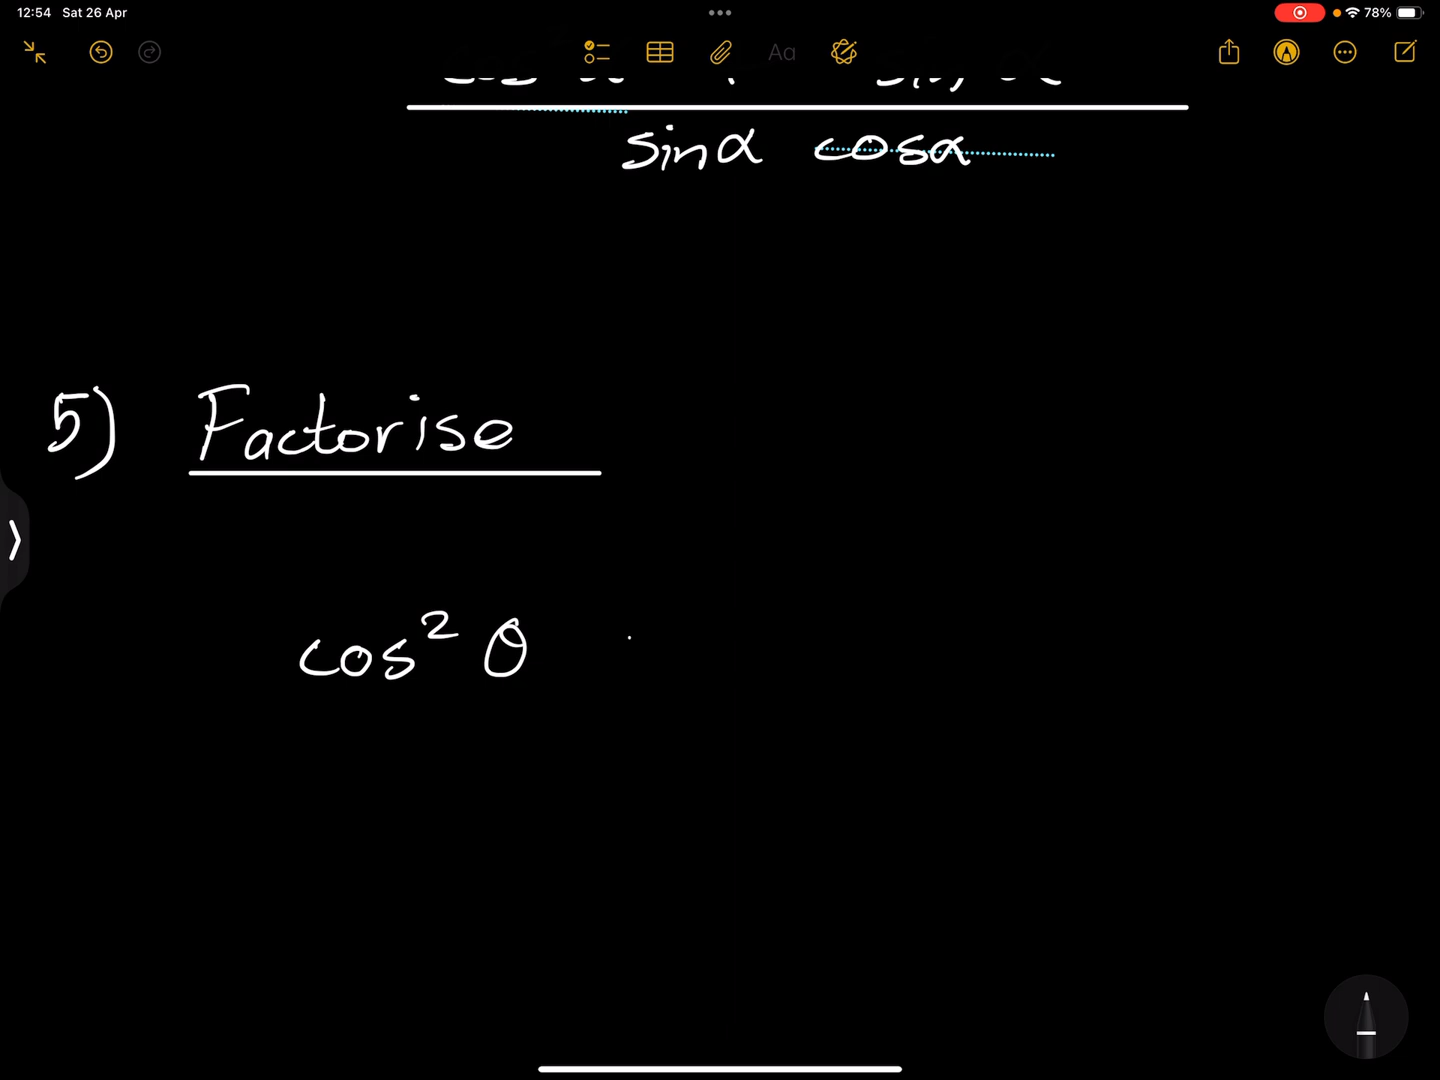 12:54 Sat 26 Apr 78%
Aa
sinα cosα
5) Factorise
cos² θ